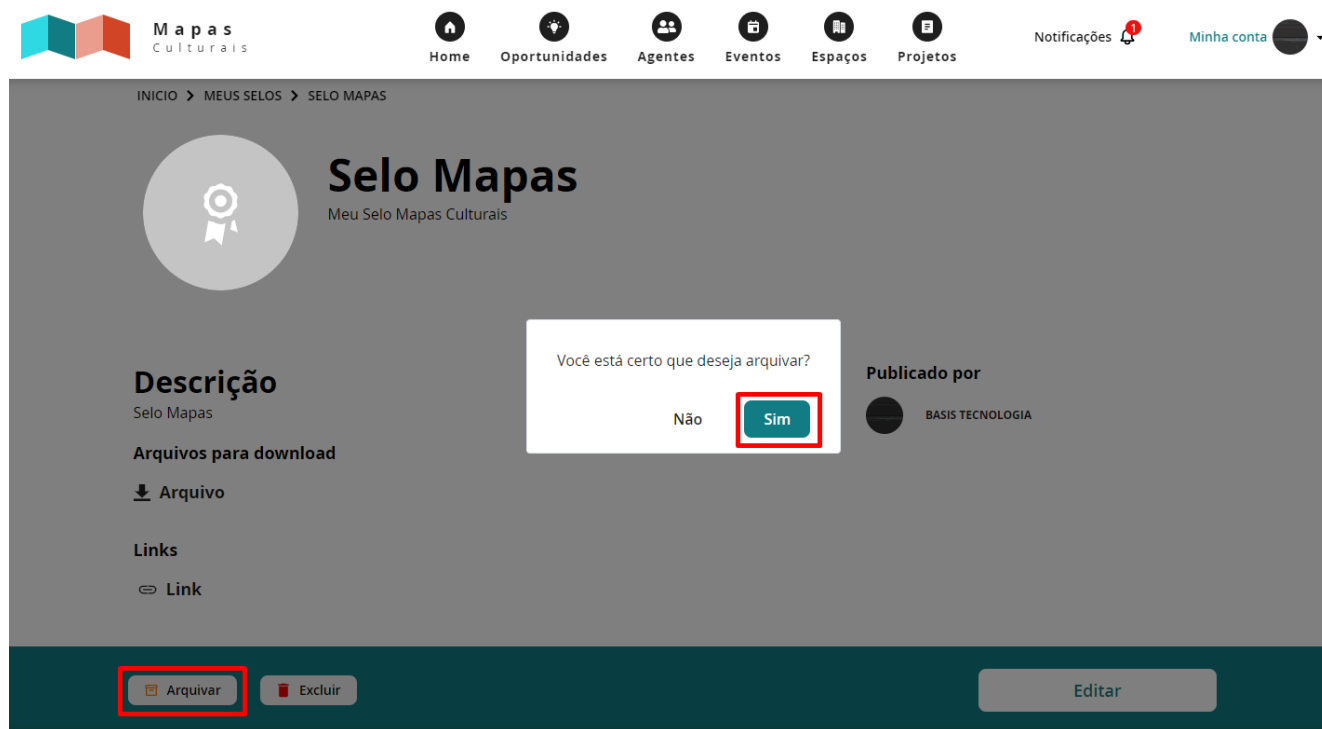 Mapas
Culturais
Home
Oportunidades
Agentes
Eventos
Espaços
Projetos
Notificações
1
Minha conta
INICIO > MEUS SELOS > SELO MAPAS
Selo Mapas
Meu Selo Mapas Culturais
Você está certo que deseja arquivar?
Não
Sim
Descrição
Selo Mapas
Arquivos para download
Arquivo
Links
Link
Publicado por
BASIS TECNOLOGIA
Arquivar
Excluir
Editar